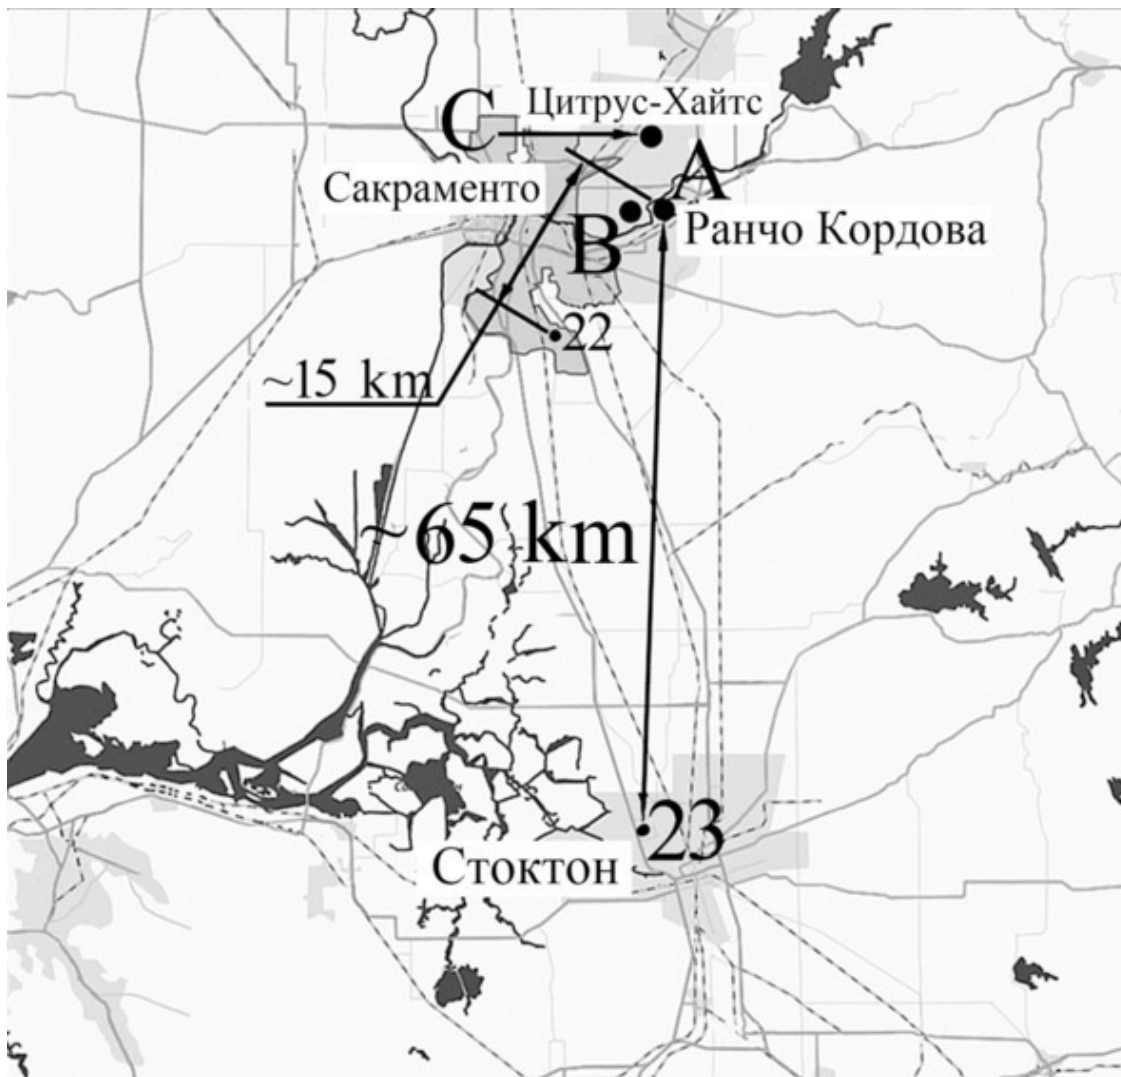 C
Цитрус-Хайтс
A
Сакраменто
B
Ранчо Кордова
22
~15 km
~65 km
23
Стоктон